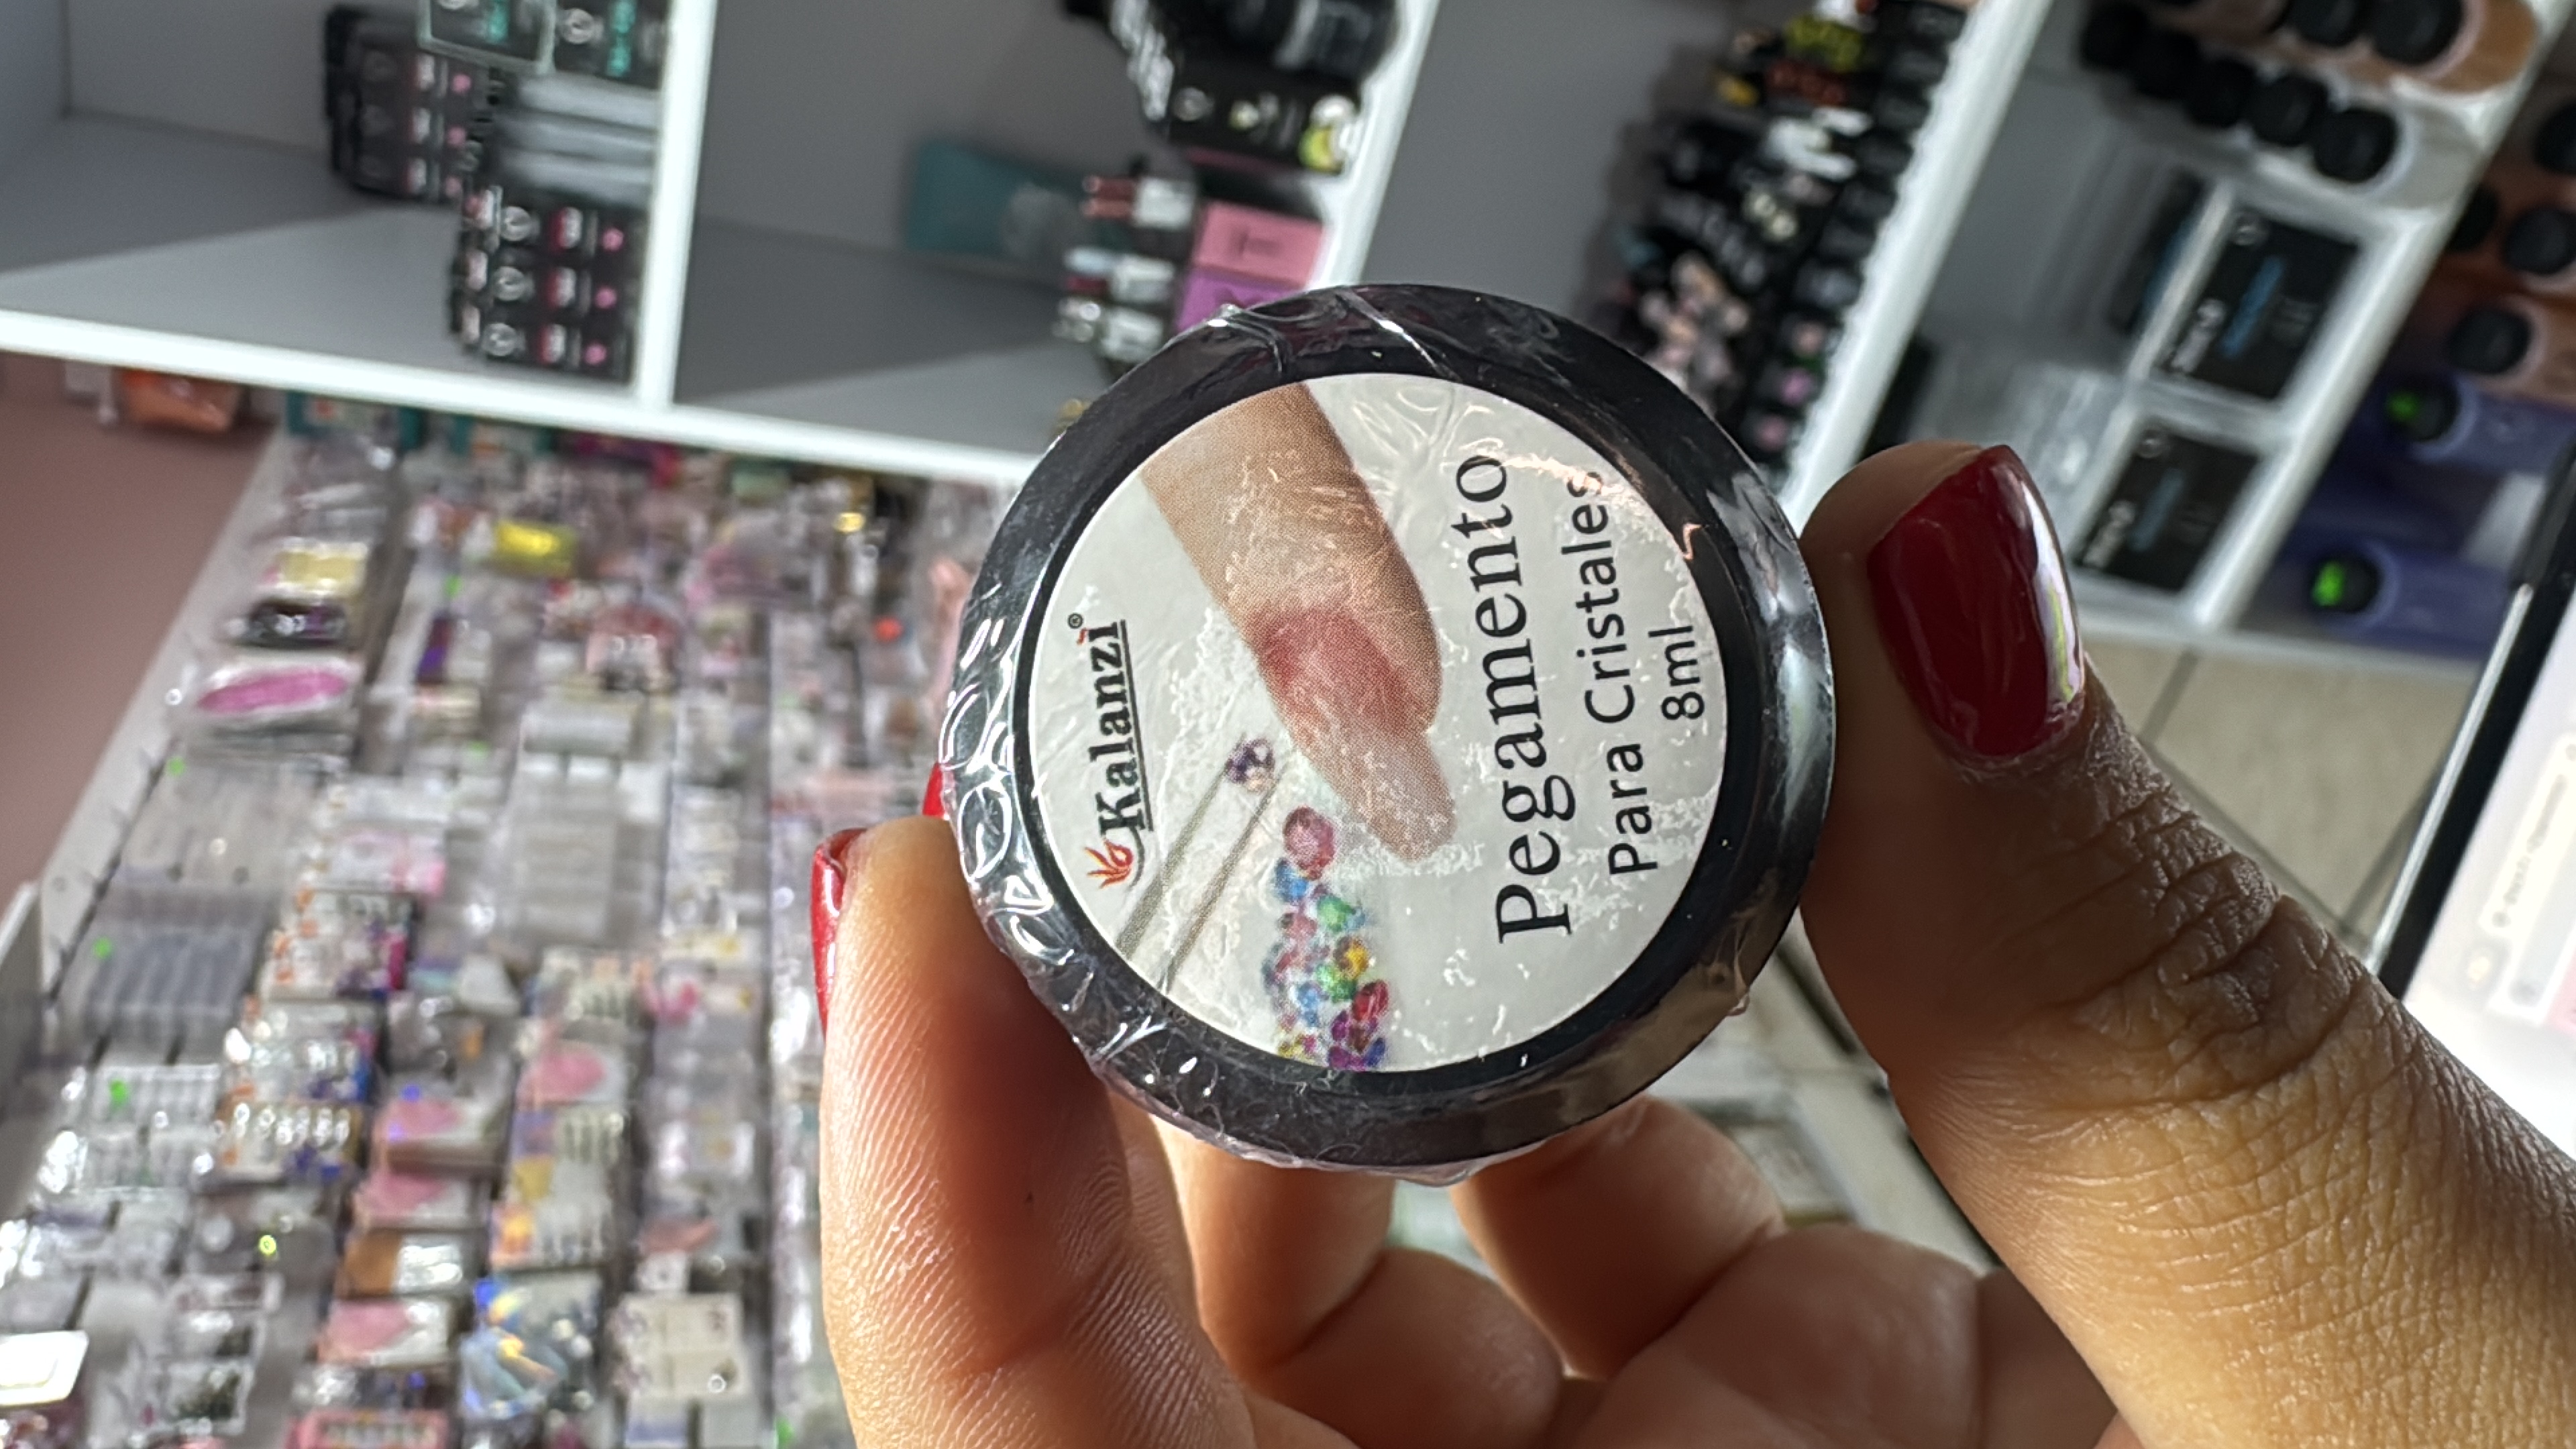 Kalanzi®
Pegamento
Para Cristales
8ml